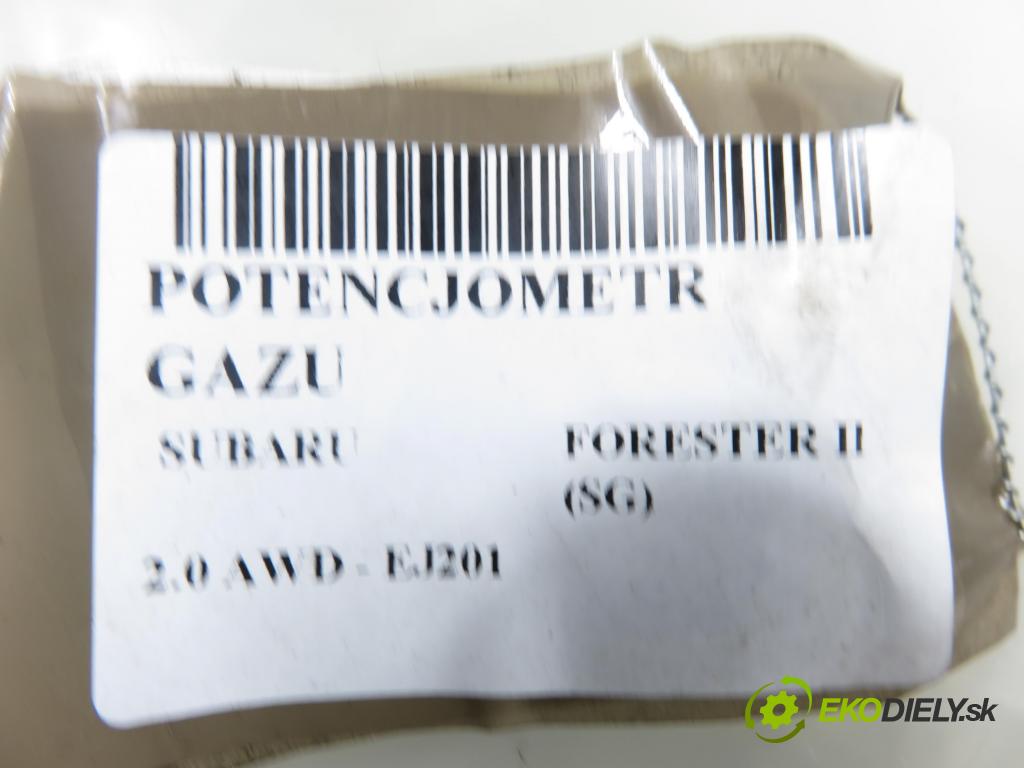 POTENCJOMETR
GAZU
SUBARU FORESTER II
(SG)
2.0 AWD - EJ201
EKODIELY.sk